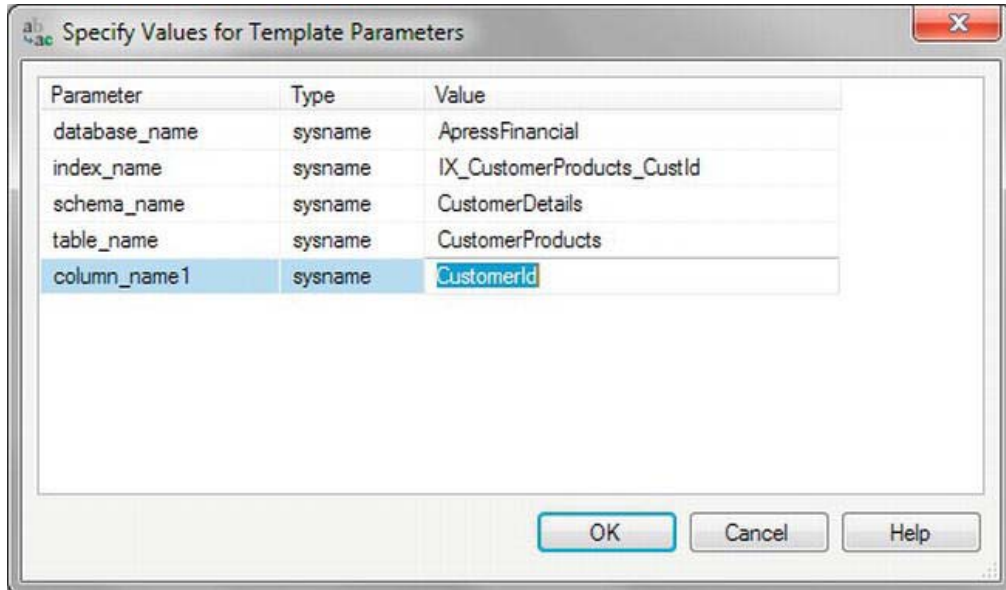 Specify Values for Template Parameters
Parameter Type Value
database_name sysname ApressFinancial
index_name sysname IX_CustomerProducts_CustId
schema_name sysname CustomerDetails
table_name sysname CustomerProducts
column_name1 sysname CustomerId
OK Cancel Help